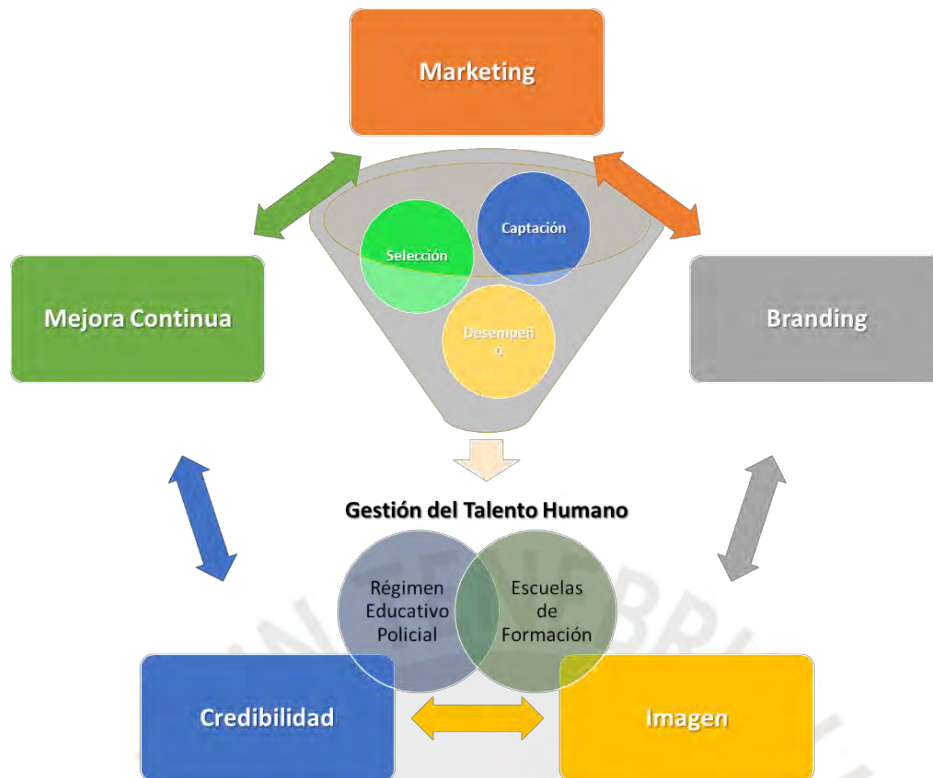 Marketing
Captación
Selección
Mejora Continua
Branding
Desempeñ
o
Gestión del Talento Humano
Régimen
Educativo
Policial
Escuelas
de
Formación
Credibilidad
Imagen